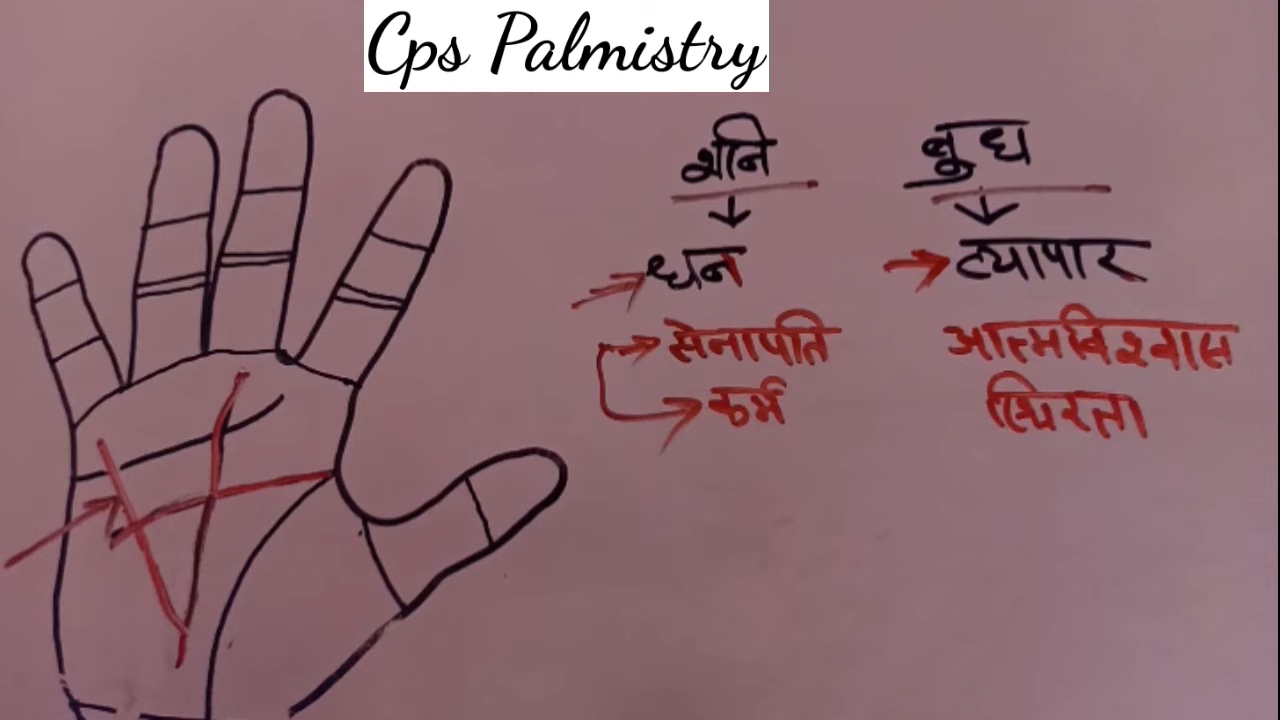 Cps Palmistry
शनि
धन
सेनापति
कर्म
बुध
व्यापार
आत्मविश्वास
स्थिरता